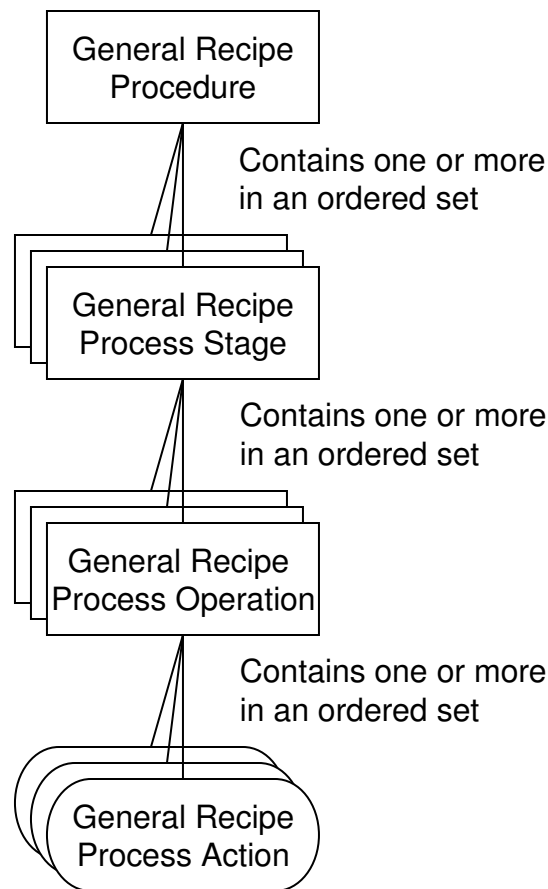 General Recipe
Procedure
Contains one or more
in an ordered set
General Recipe
Process Stage
Contains one or more
in an ordered set
General Recipe
Process Operation
Contains one or more
in an ordered set
General Recipe
Process Action